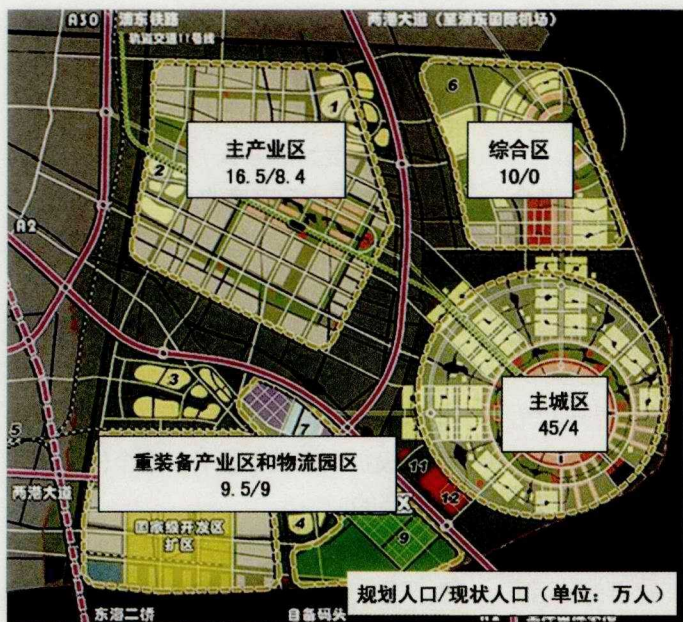 A30
浦东铁路
轨道交通11号线
两港大道（至浦东国际机场）
1
6
主产业区
16.5/8.4
综合区
10/0
2
A2
3
5
7
主城区
45/4
重装备产业区和物流园区
9.5/9
11
12
两港大道
区
国家级开发区
扩区
4
9
规划人口/现状人口（单位：万人）
东海二桥
自备码头